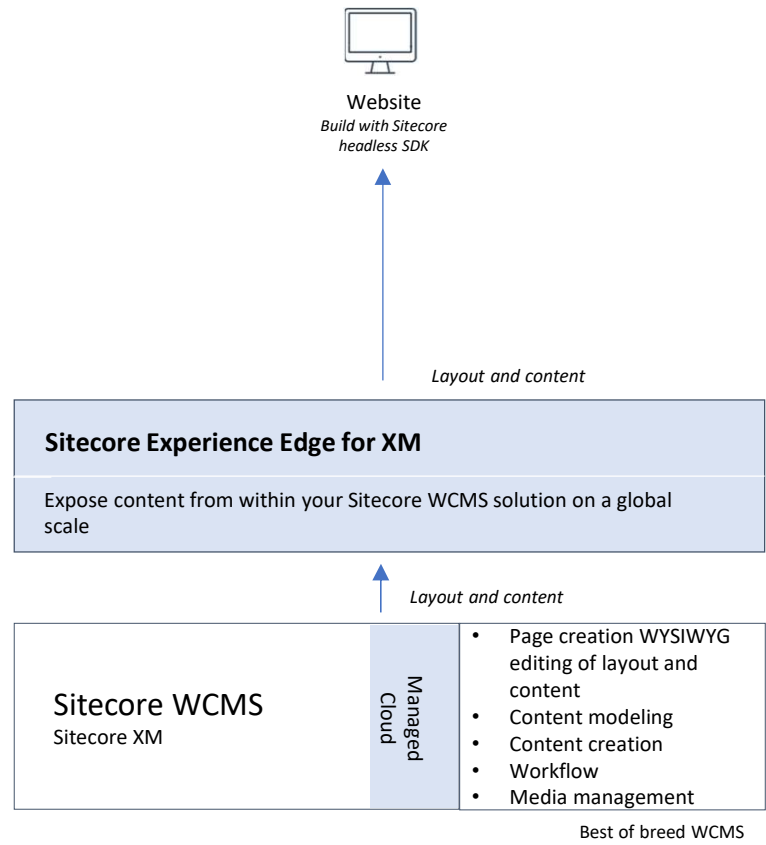 Website
Build with Sitecore
headless SDK
Layout and content
Sitecore Experience Edge for XM
Expose content from within your Sitecore WCMS solution on a global
scale
Layout and content
Sitecore WCMS
Sitecore XM
Managed
Cloud
• Page creation WYSIWYG
editing of layout and
content
• Content modeling
• Content creation
• Workflow
• Media management
Best of breed WCMS